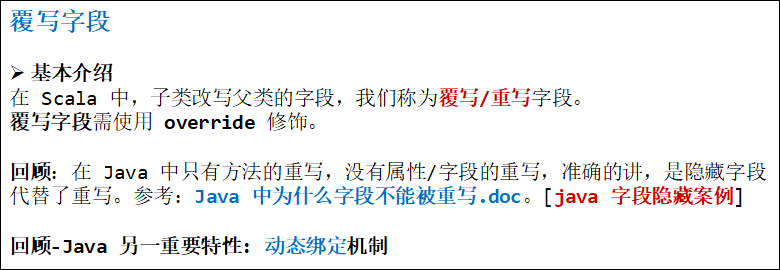 覆写字段
➢ 基本介绍
在 Scala 中，子类改写父类的字段，我们称为覆写/重写字段。
覆写字段需使用 override 修饰。
回顾：在 Java 中只有方法的重写，没有属性/字段的重写，准确的讲，是隐藏字段
代替了重写。参考：Java 中为什么字段不能被重写.doc。[java 字段隐藏案例]
回顾-Java 另一重要特性：动态绑定机制